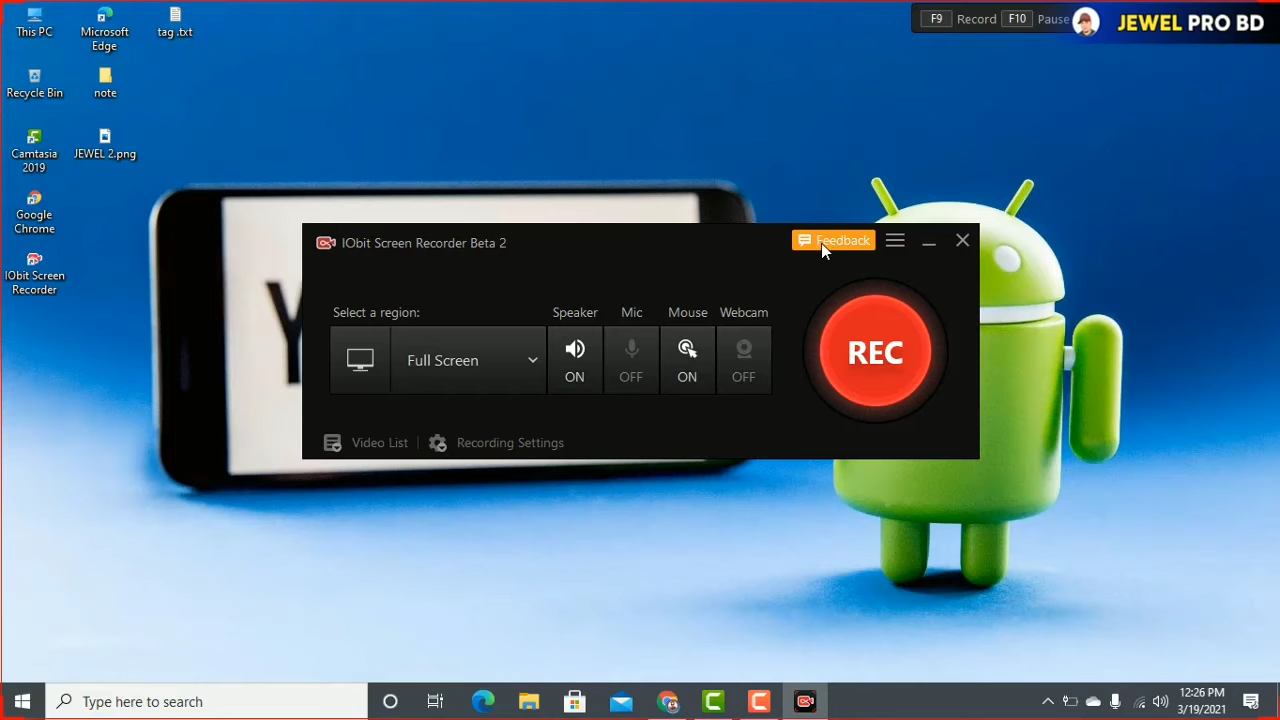 This PC
Microsoft
Edge
tag .txt
F9 Record F10 Pause
JEWEL PRO BD
Recycle Bin
note
Camtasia
2019
JEWEL 2.png
Google
Chrome
IObit Screen
Recorder
Y
IObit Screen Recorder Beta 2
Feedback
Select a region:
Speaker
Mic
Mouse
Webcam
Full Screen
ON
OFF
ON
OFF
REC
Video List
Recording Settings
Type here to search
12:26 PM
3/19/2021